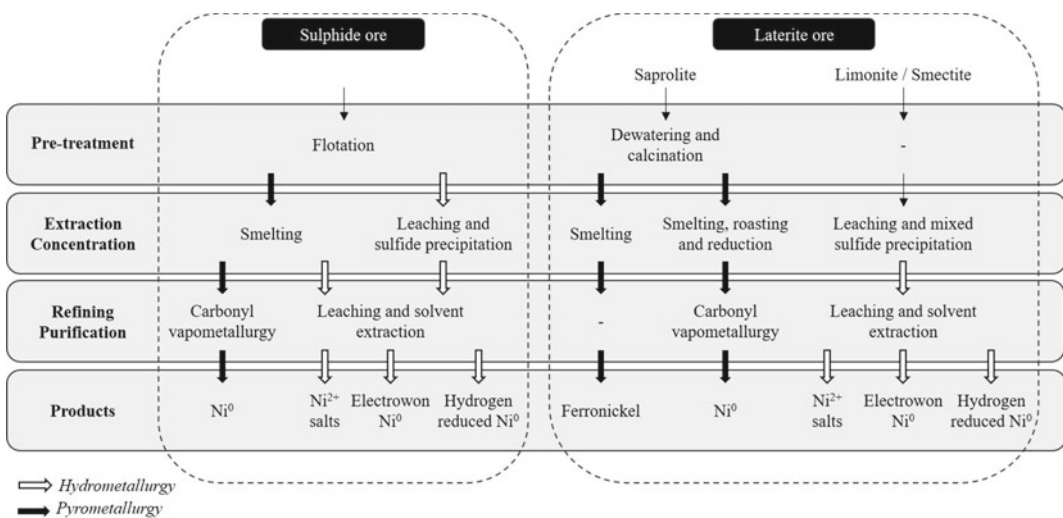 Sulphide ore
Laterite ore
Saprolite
Limonite / Smectite
Pre-treatment
Flotation
Dewatering and
calcination
-
Extraction
Concentration
Smelting
Leaching and
sulfide precipitation
Smelting
Smelting, roasting
and reduction
Leaching and mixed
sulfide precipitation
Refining
Purification
Carbonyl
vapometallurgy
Leaching and solvent
extraction
-
Carbonyl
vapometallurgy
Leaching and solvent
extraction
Products
Ni⁰
Ni²⁺
salts
Electrowon
Ni⁰
Hydrogen
reduced Ni⁰
Ferronickel
Ni⁰
Ni²⁺
salts
Electrowon
Ni⁰
Hydrogen
reduced Ni⁰
Hydrometallurgy
Pyrometallurgy